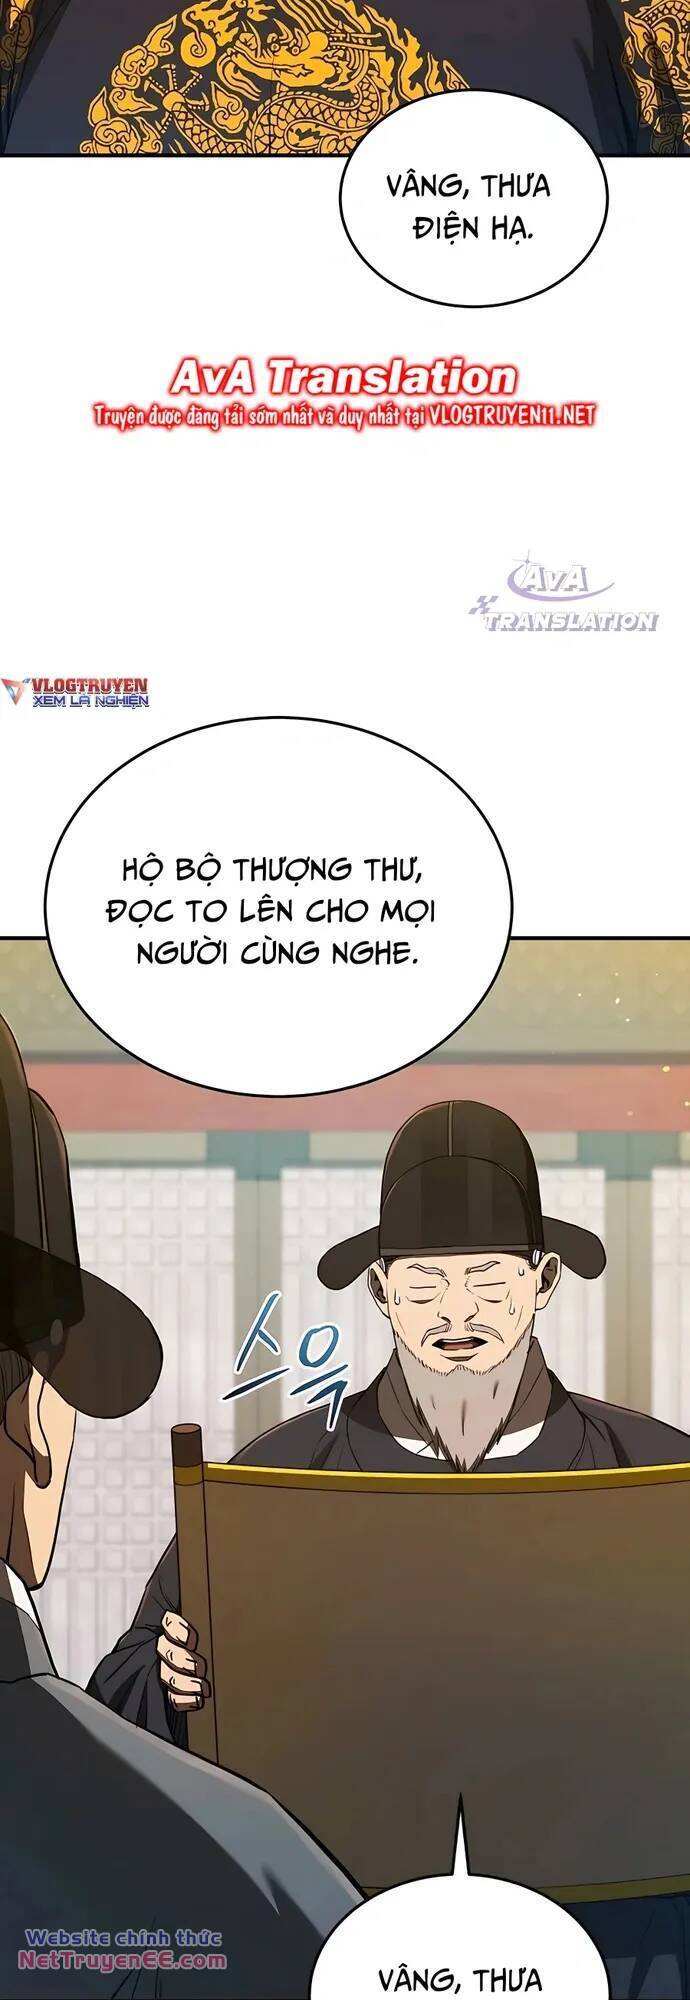 VÂNG, THƯA
ĐIỆN HẠ.
AvA Translation
Truyện được đăng tải sớm nhất và duy nhất tại VLOGTRUYEN11.NET
AVA
TRANSLATION
VLOGTRUYEN
XEM LÀ NGHIỆN
HỘ BỘ THƯỢNG THƯ,
ĐỌC TO LÊN CHO MỌI
NGƯỜI CÙNG NGHE.
스윽
Website chính thức
NetTruyenEE.com
VÂNG, THƯA